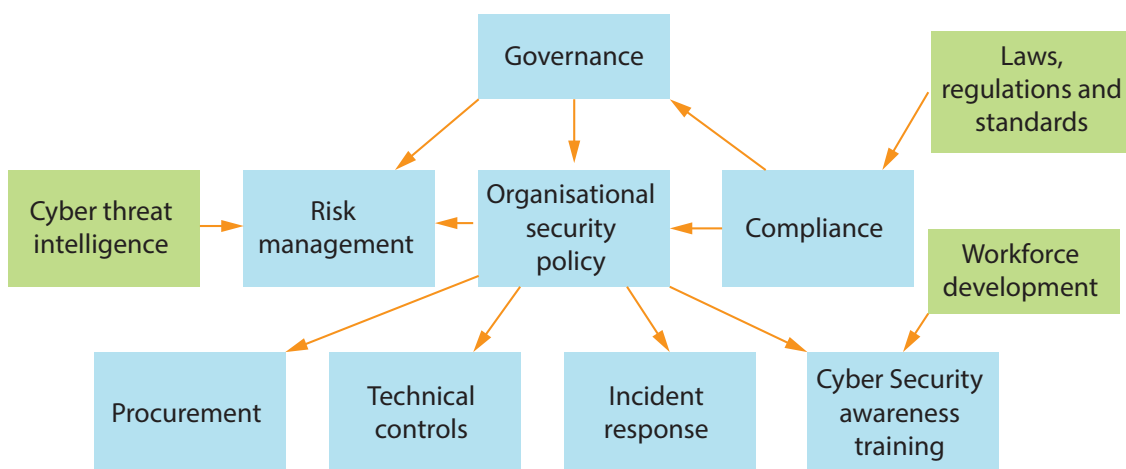 Governance
Laws,
regulations and
standards
Cyber threat
intelligence
Risk
management
Organisational
security
policy
Compliance
Workforce
development
Procurement
Technical
controls
Incident
response
Cyber Security
awareness
training